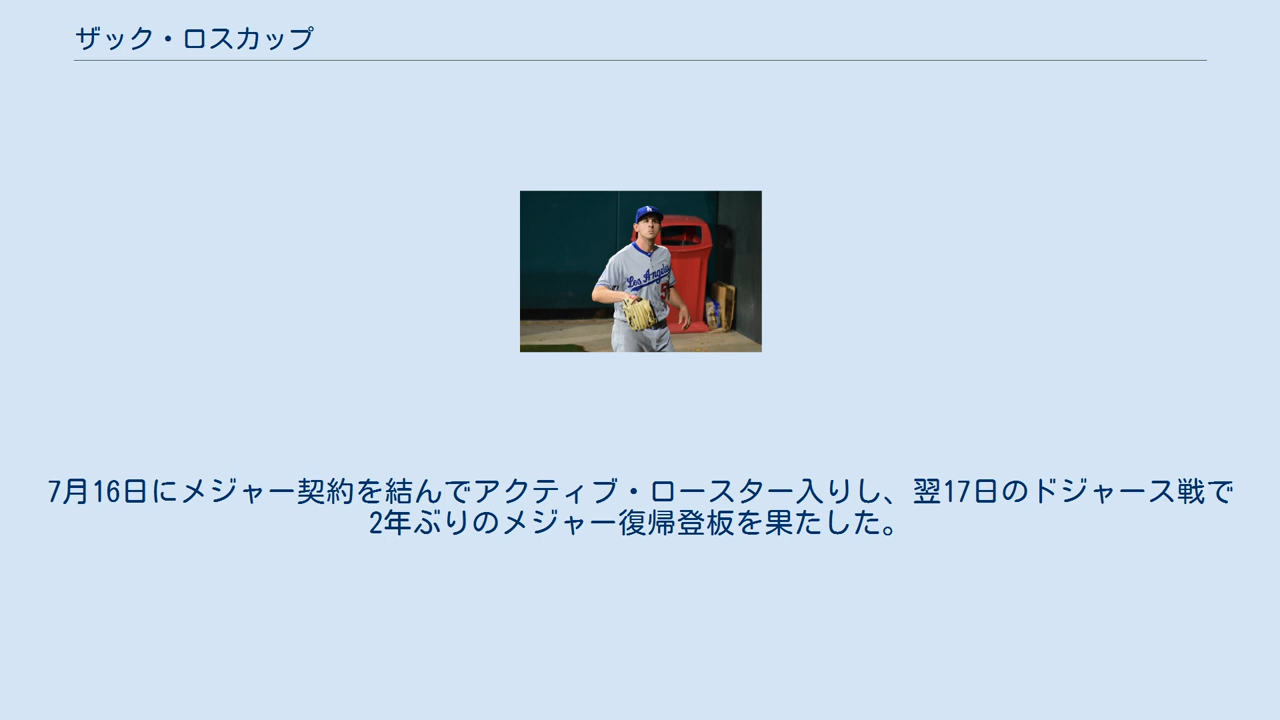 ザック・ロスカップ
Los Angeles
7月16日にメジャー契約を結んでアクティブ・ロースター入りし、翌17日のドジャース戦で
2年ぶりのメジャー復帰登板を果たした。